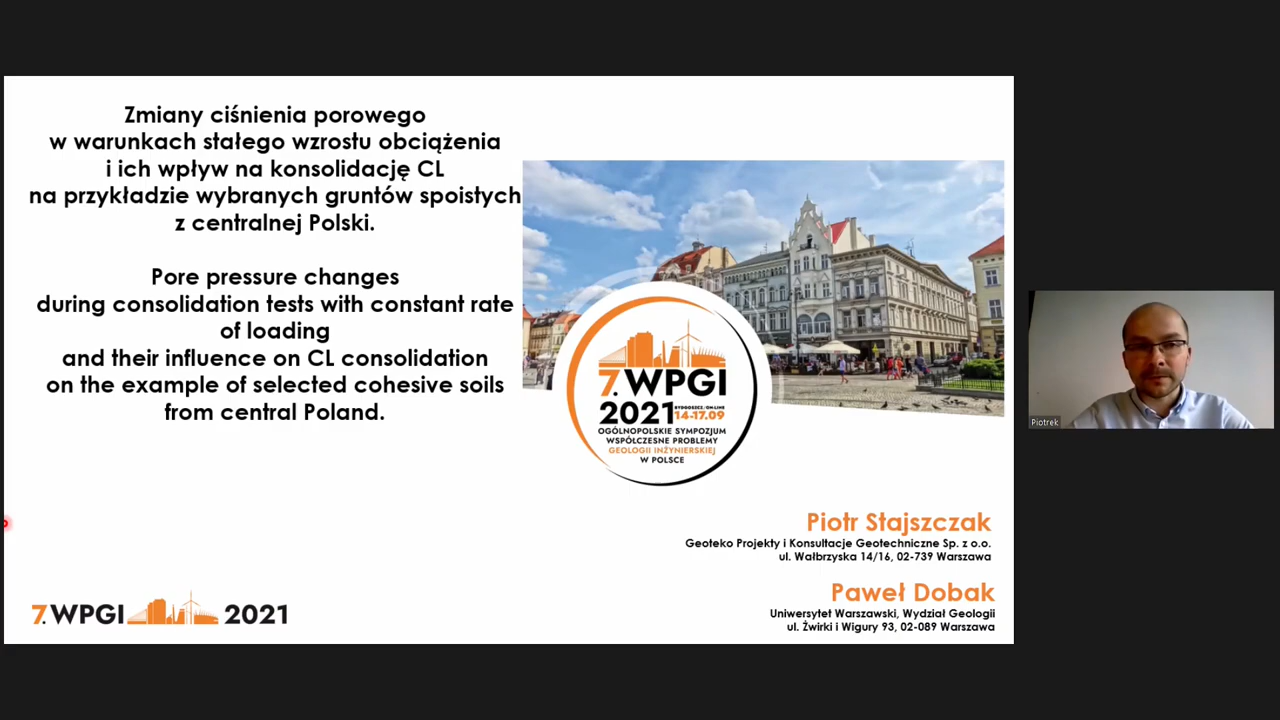 Zmiany ciśnienia porowego
w warunkach stałego wzrostu obciążenia
i ich wpływ na konsolidację CL
na przykładzie wybranych gruntów spoistych
z centralnej Polski.
Pore pressure changes
during consolidation tests with constant rate
of loading
and their influence on CL consolidation
on the example of selected cohesive soils
from central Poland.
7. WPGI
2021 BYDGOSZCZ/ON LINE
14-17.09
OGÓLNOPOLSKIE SYMPOZJUM
WSPÓŁCZESNE PROBLEMY
GEOLOGII INŻYNIERSKIEJ
W POLSCE
Piotrek
Piotr Stajszczak
Geoteko Projekty i Konsultacje Geotechniczne Sp. z o.o.
ul. Wałbrzyska 14/16, 02-739 Warszawa
Paweł Dobak
Uniwersytet Warszawski, Wydział Geologii
ul. Żwirki i Wigury 93, 02-089 Warszawa
7. WPGI 2021